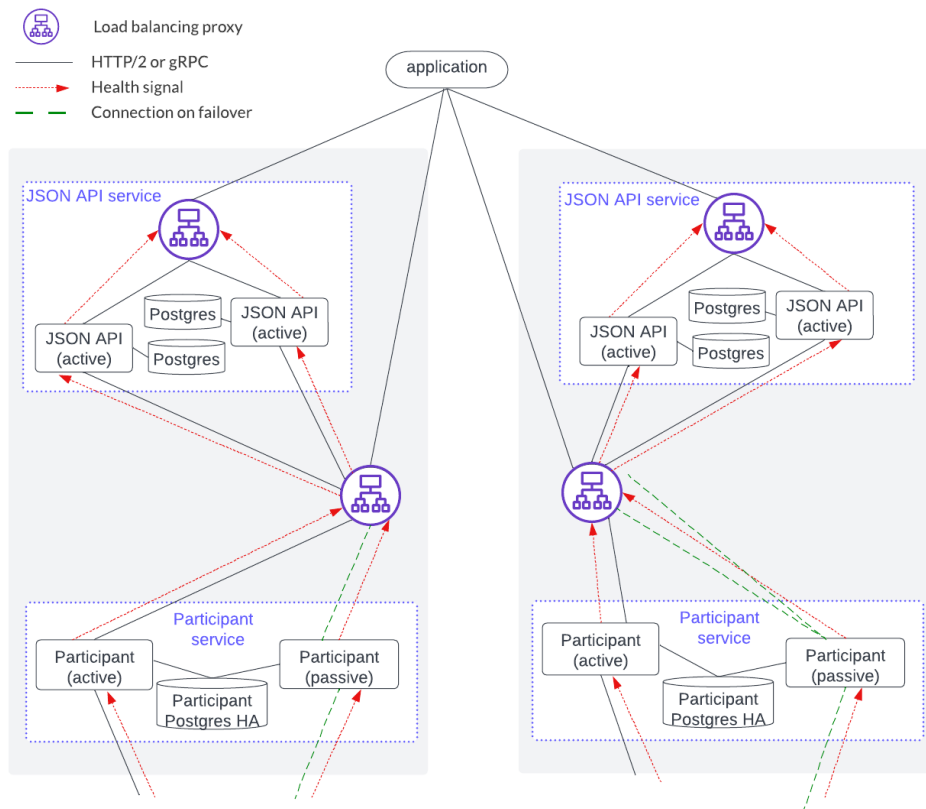 Load balancing proxy
HTTP/2 or gRPC
Health signal
Connection on failover
application
JSON API service
Postgres
JSON API
(active)
JSON API
(active)
Postgres
JSON API service
Postgres
JSON API
(active)
JSON API
(active)
Postgres
Participant
service
Participant
(active)
Participant
(passive)
Participant
Postgres HA
Participant
service
Participant
(active)
Participant
(passive)
Participant
Postgres HA